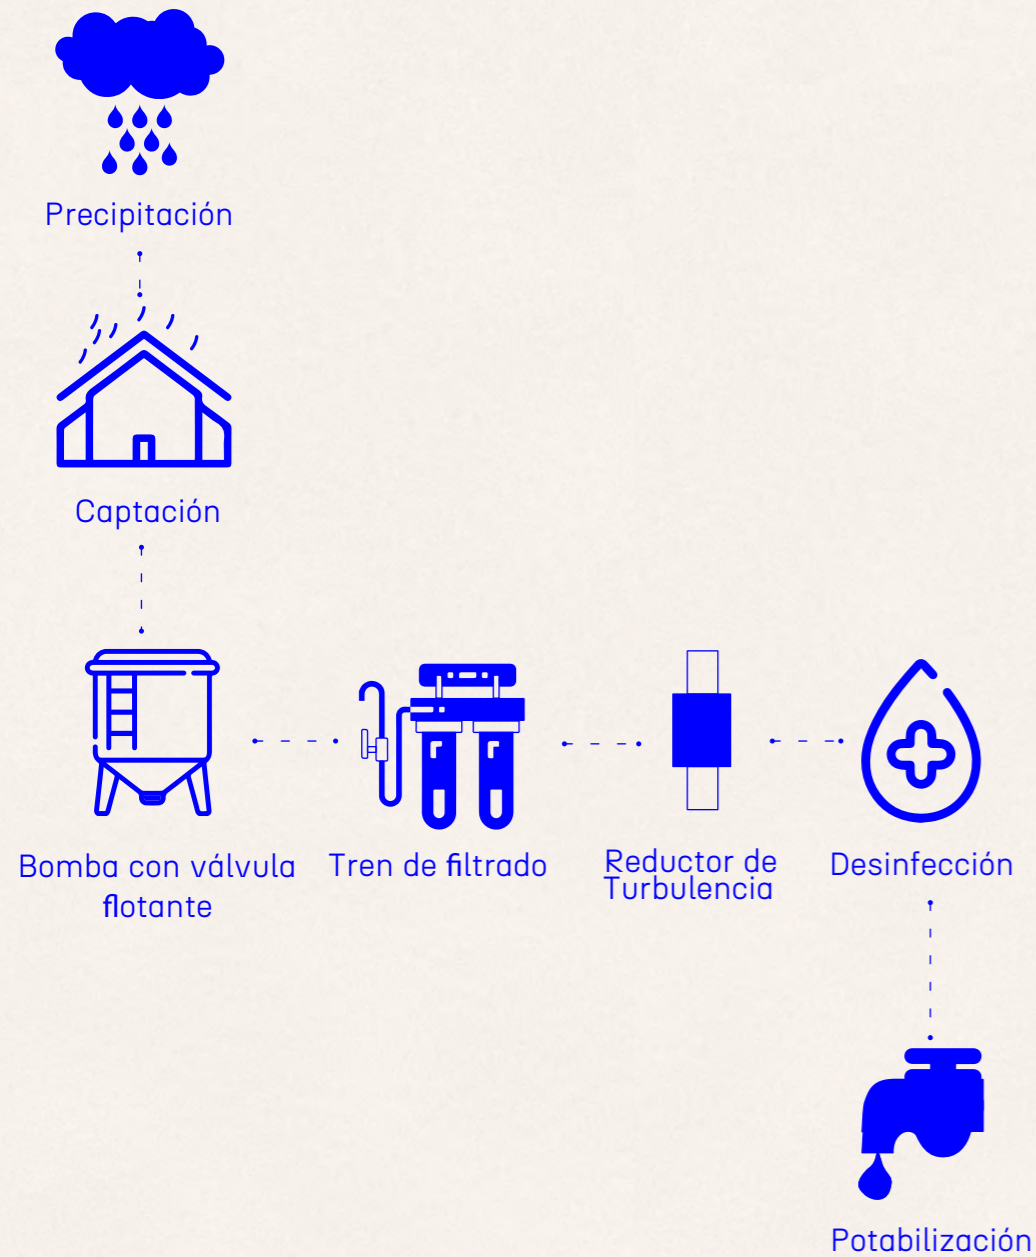 Precipitación
Captación
Bomba con válvula
flotante
Tren de filtrado
Reductor de
Turbulencia
Desinfección
Potabilización